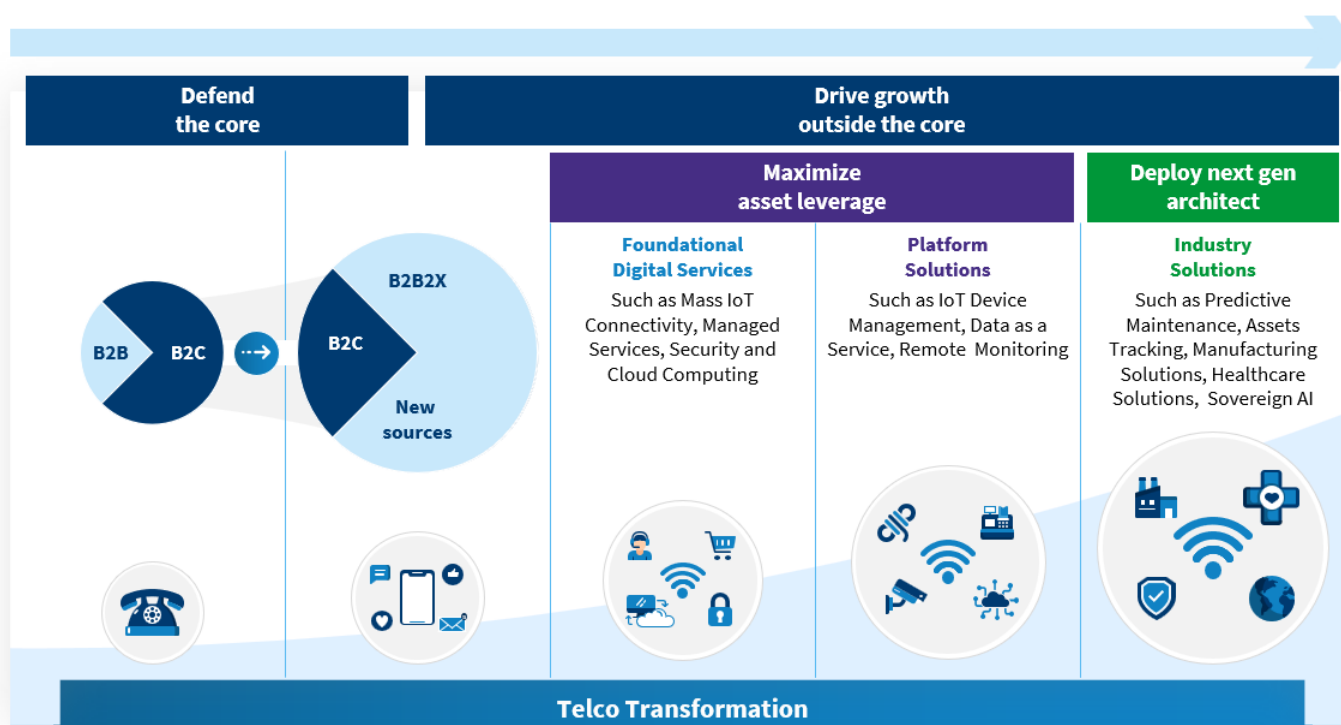 Defend
the core
Drive growth
outside the core
Maximize
asset leverage
Deploy next gen
architect
B2B
B2C
B2C
B2B2X
New
sources
Foundational
Digital Services
Such as Mass IoT
Connectivity, Managed
Services, Security and
Cloud Computing
Platform
Solutions
Such as IoT Device
Management, Data as a
Service, Remote Monitoring
Industry
Solutions
Such as Predictive
Maintenance, Assets
Tracking, Manufacturing
Solutions, Healthcare
Solutions, Sovereign AI
Telco Transformation